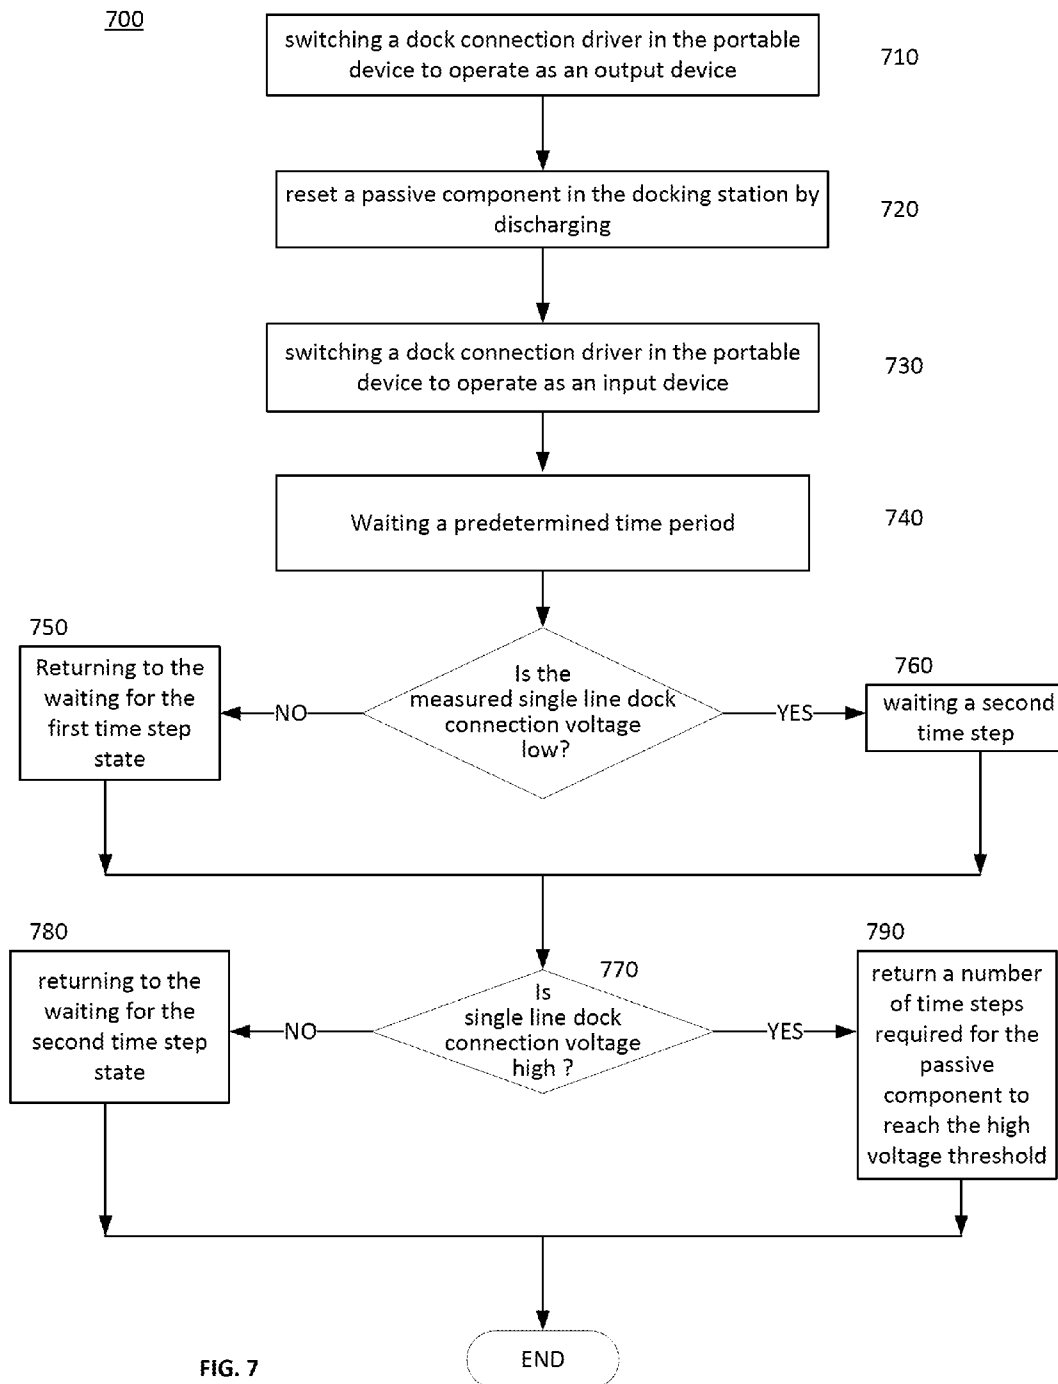 700
switching a dock connection driver in the portable
device to operate as an output device
710
reset a passive component in the docking station by
discharging
720
switching a dock connection driver in the portable
device to operate as an input device
730
Waiting a predetermined time period
740
750
Returning to the
waiting for the
first time step
state
NO
Is the
measured single line dock
connection voltage
low?
YES
760
waiting a second
time step
780
returning to the
waiting for the
second time step
state
NO
770
Is
single line dock
connection voltage
high ?
YES
790
return a number
of time steps
required for the
passive
component to
reach the high
voltage threshold
END
FIG. 7